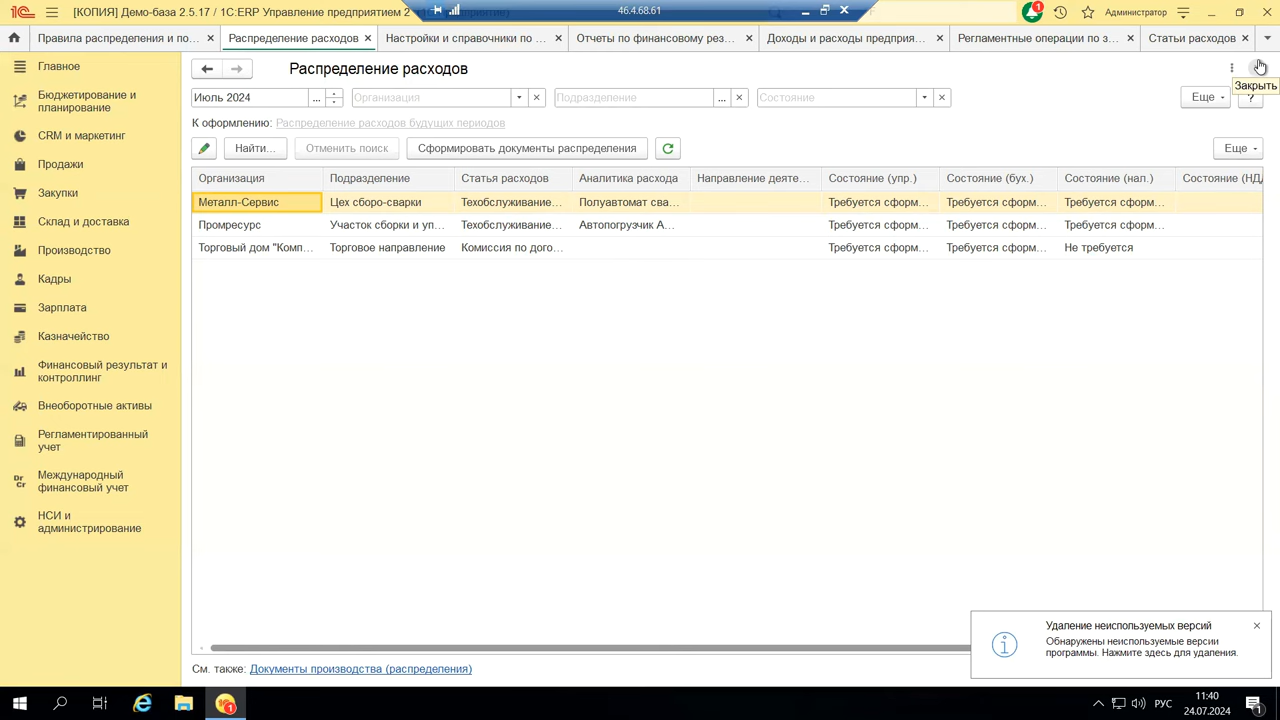 [КОПИЯ] Демо-база 2.5.17 / 1С:ERP Управление предприятием 2
46.4.68.61
Администратор
Правила распределения и по...
Распределение расходов
Настройки и справочники по ...
Отчеты по финансовому рез...
Доходы и расходы предприя...
Регламентные операции по з...
Статьи расходов
Главное
Бюджетирование и
планирование
CRM и маркетинг
Продажи
Закупки
Склад и доставка
Производство
Кадры
Зарплата
Казначейство
Финансовый результат и
контроллинг
Внеоборотные активы
Регламентированный
учет
Международный
финансовый учет
НСИ и
администрирование
Распределение расходов
Закрыть
Июль 2024 ... Организация Подразделение ... Состояние Еще ?
К оформлению: Распределение расходов будущих периодов
Найти... Отменить поиск Сформировать документы распределения Еще
Организация Подразделение Статья расходов Аналитика расхода Направление деяте... Состояние (упр.) Состояние (бух.) Состояние (нал.) Состояние (НД
Металл-Сервис Цех сборо-сварки Техобслуживание... Полуавтомат сва... Требуется сформ... Требуется сформ... Требуется сформ...
Промресурс Участок сборки и уп... Техобслуживание... Автопогрузчик А... Требуется сформ... Требуется сформ... Требуется сформ...
Торговый дом "Комп... Торговое направление Комиссия по дого... Требуется сформ... Требуется сформ... Не требуется
Удаление неиспользуемых версий
Обнаружены неиспользуемые версии
программы. Нажмите здесь для удаления.
См. также: Документы производства (распределения)
РУС
11:40
24.07.2024